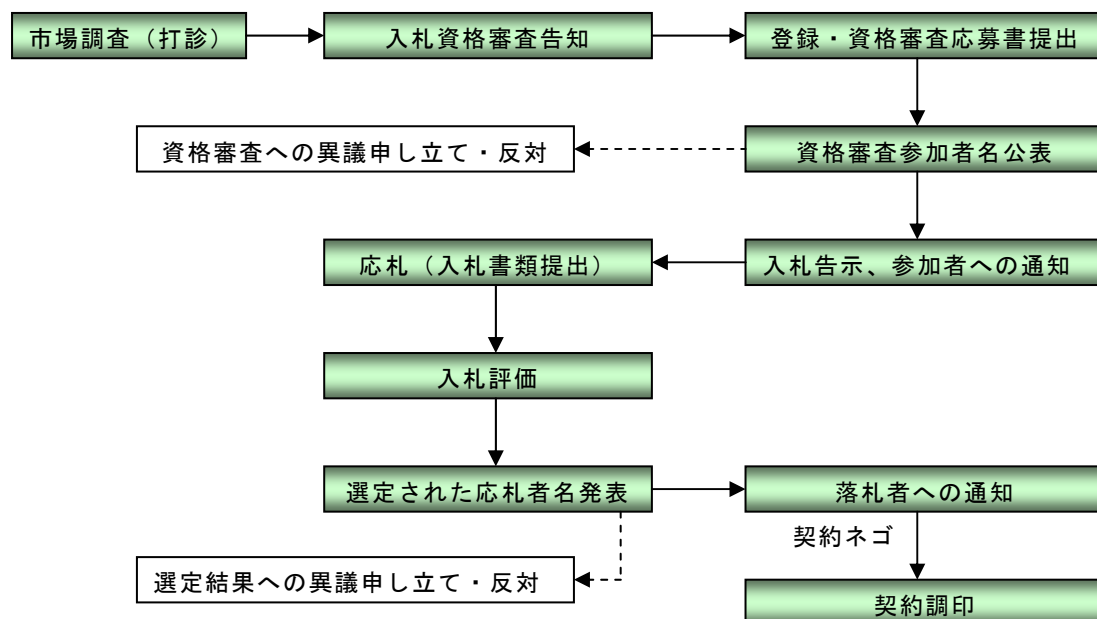 市場調査（打診）
入札資格審査告知
登録・資格審査応募書提出
資格審査への異議申し立て・反対
資格審査参加者名公表
応札（入札書類提出）
入札告示、参加者への通知
入札評価
選定された応札者名発表
落札者への通知
契約ネゴ
選定結果への異議申し立て・反対
契約調印